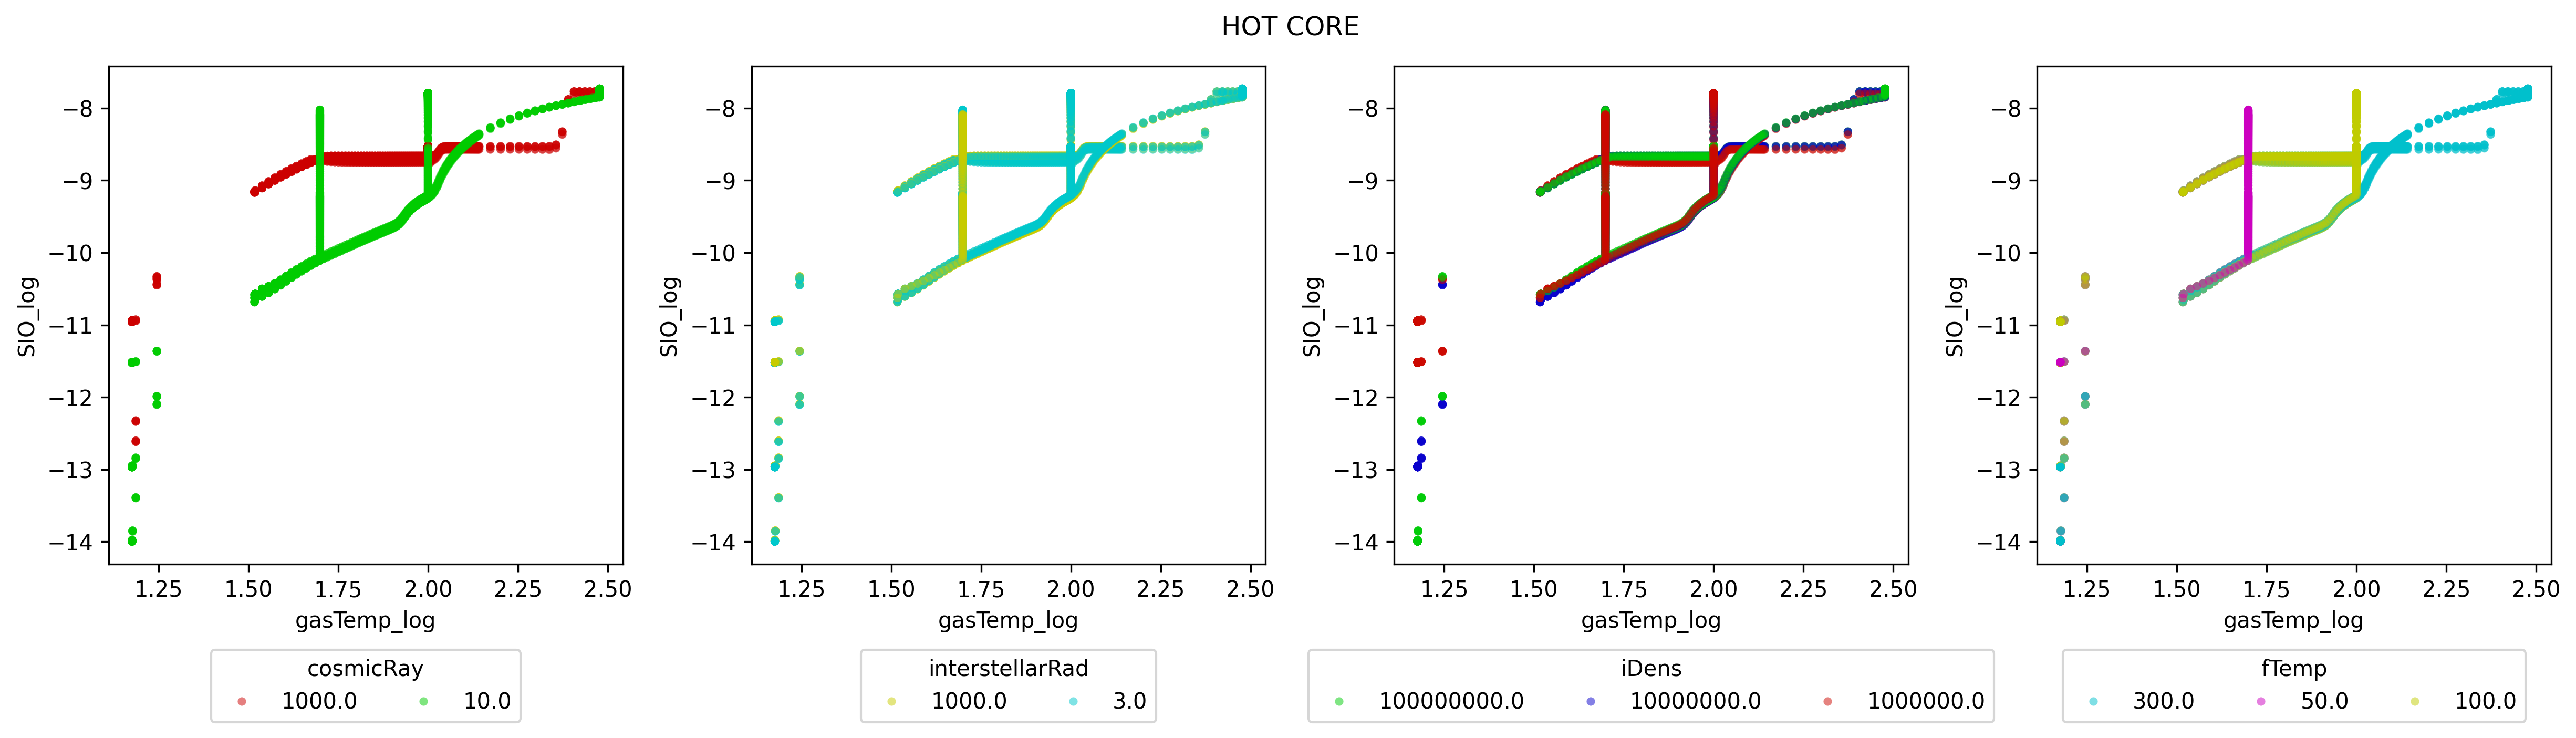 HOT CORE
SIO_log
−8
−9
−10
−11
−12
−13
−14
1.25 1.50 1.75 2.00 2.25 2.50
gasTemp_log
cosmicRay
1000.0 10.0
SIO_log
−8
−9
−10
−11
−12
−13
−14
1.25 1.50 1.75 2.00 2.25 2.50
gasTemp_log
interstellarRad
1000.0 3.0
SIO_log
−8
−9
−10
−11
−12
−13
−14
1.25 1.50 1.75 2.00 2.25 2.50
gasTemp_log
iDens
100000000.0 10000000.0 1000000.0
SIO_log
−8
−9
−10
−11
−12
−13
−14
1.25 1.50 1.75 2.00 2.25 2.50
gasTemp_log
fTemp
300.0 50.0 100.0